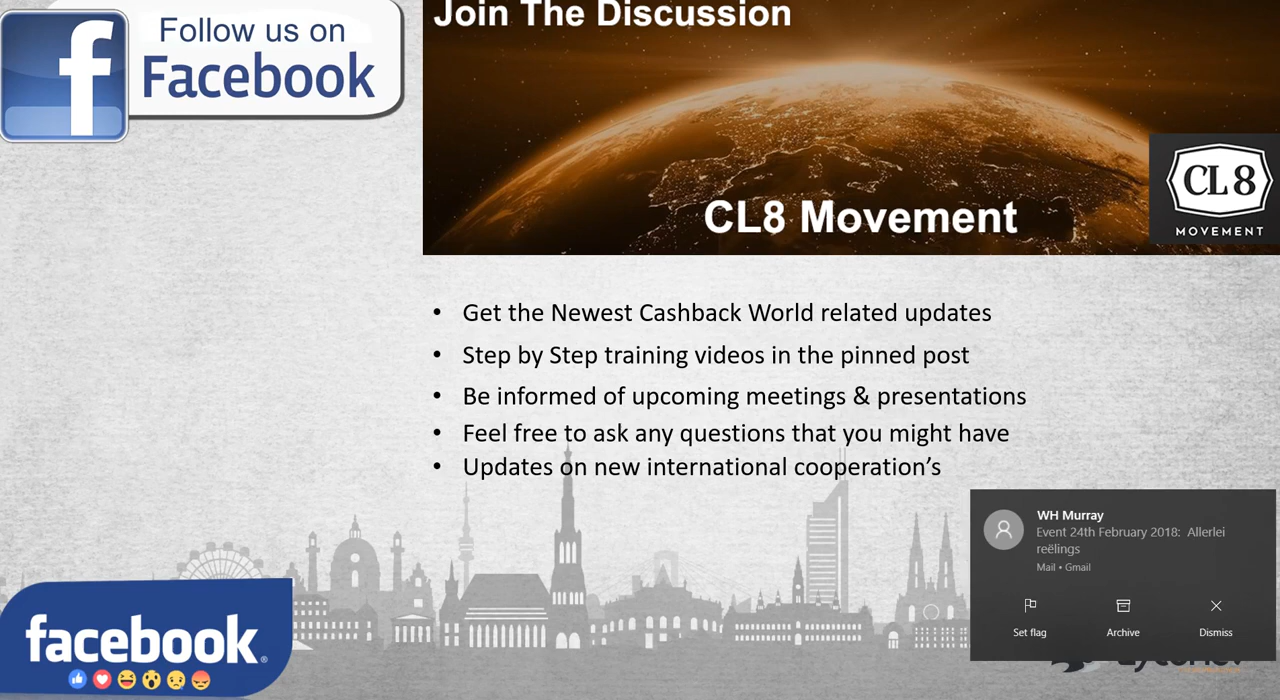 Follow us on
Facebook
Join The Discussion
CL8 Movement
CL8
MOVEMENT
• Get the Newest Cashback World related updates
• Step by Step training videos in the pinned post
• Be informed of upcoming meetings & presentations
• Feel free to ask any questions that you might have
• Updates on new international cooperation's
WH Murray
Event 24th February 2018: Allerlei
reëlings
Mail • Gmail
Set flag Archive Dismiss
facebook